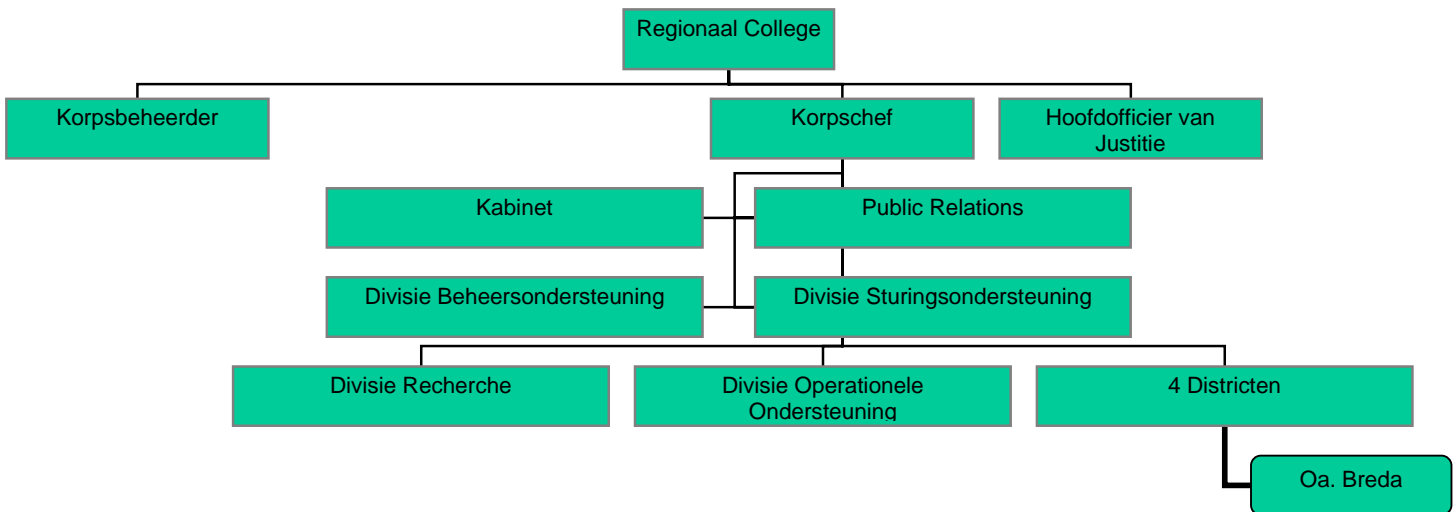 Regionaal College
Korpsbeheerder
Korpschef
Hoofdofficier van
Justitie
Kabinet
Public Relations
Divisie Beheersondersteuning
Divisie Sturingsondersteuning
Divisie Recherche
Divisie Operationele
Ondersteuning
4 Districten
Oa. Breda